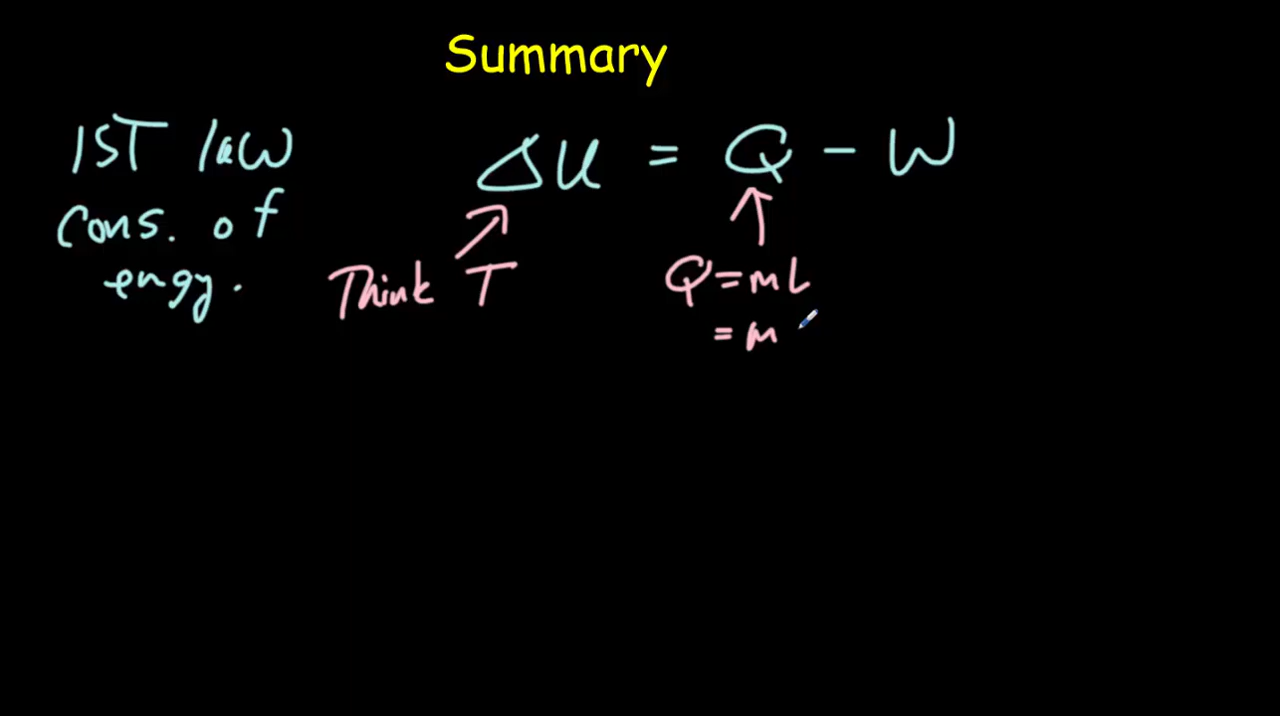 Summary
1ST law
ΔU = Q - W
Cons. of
engy.
Think T
Q = mL
= m